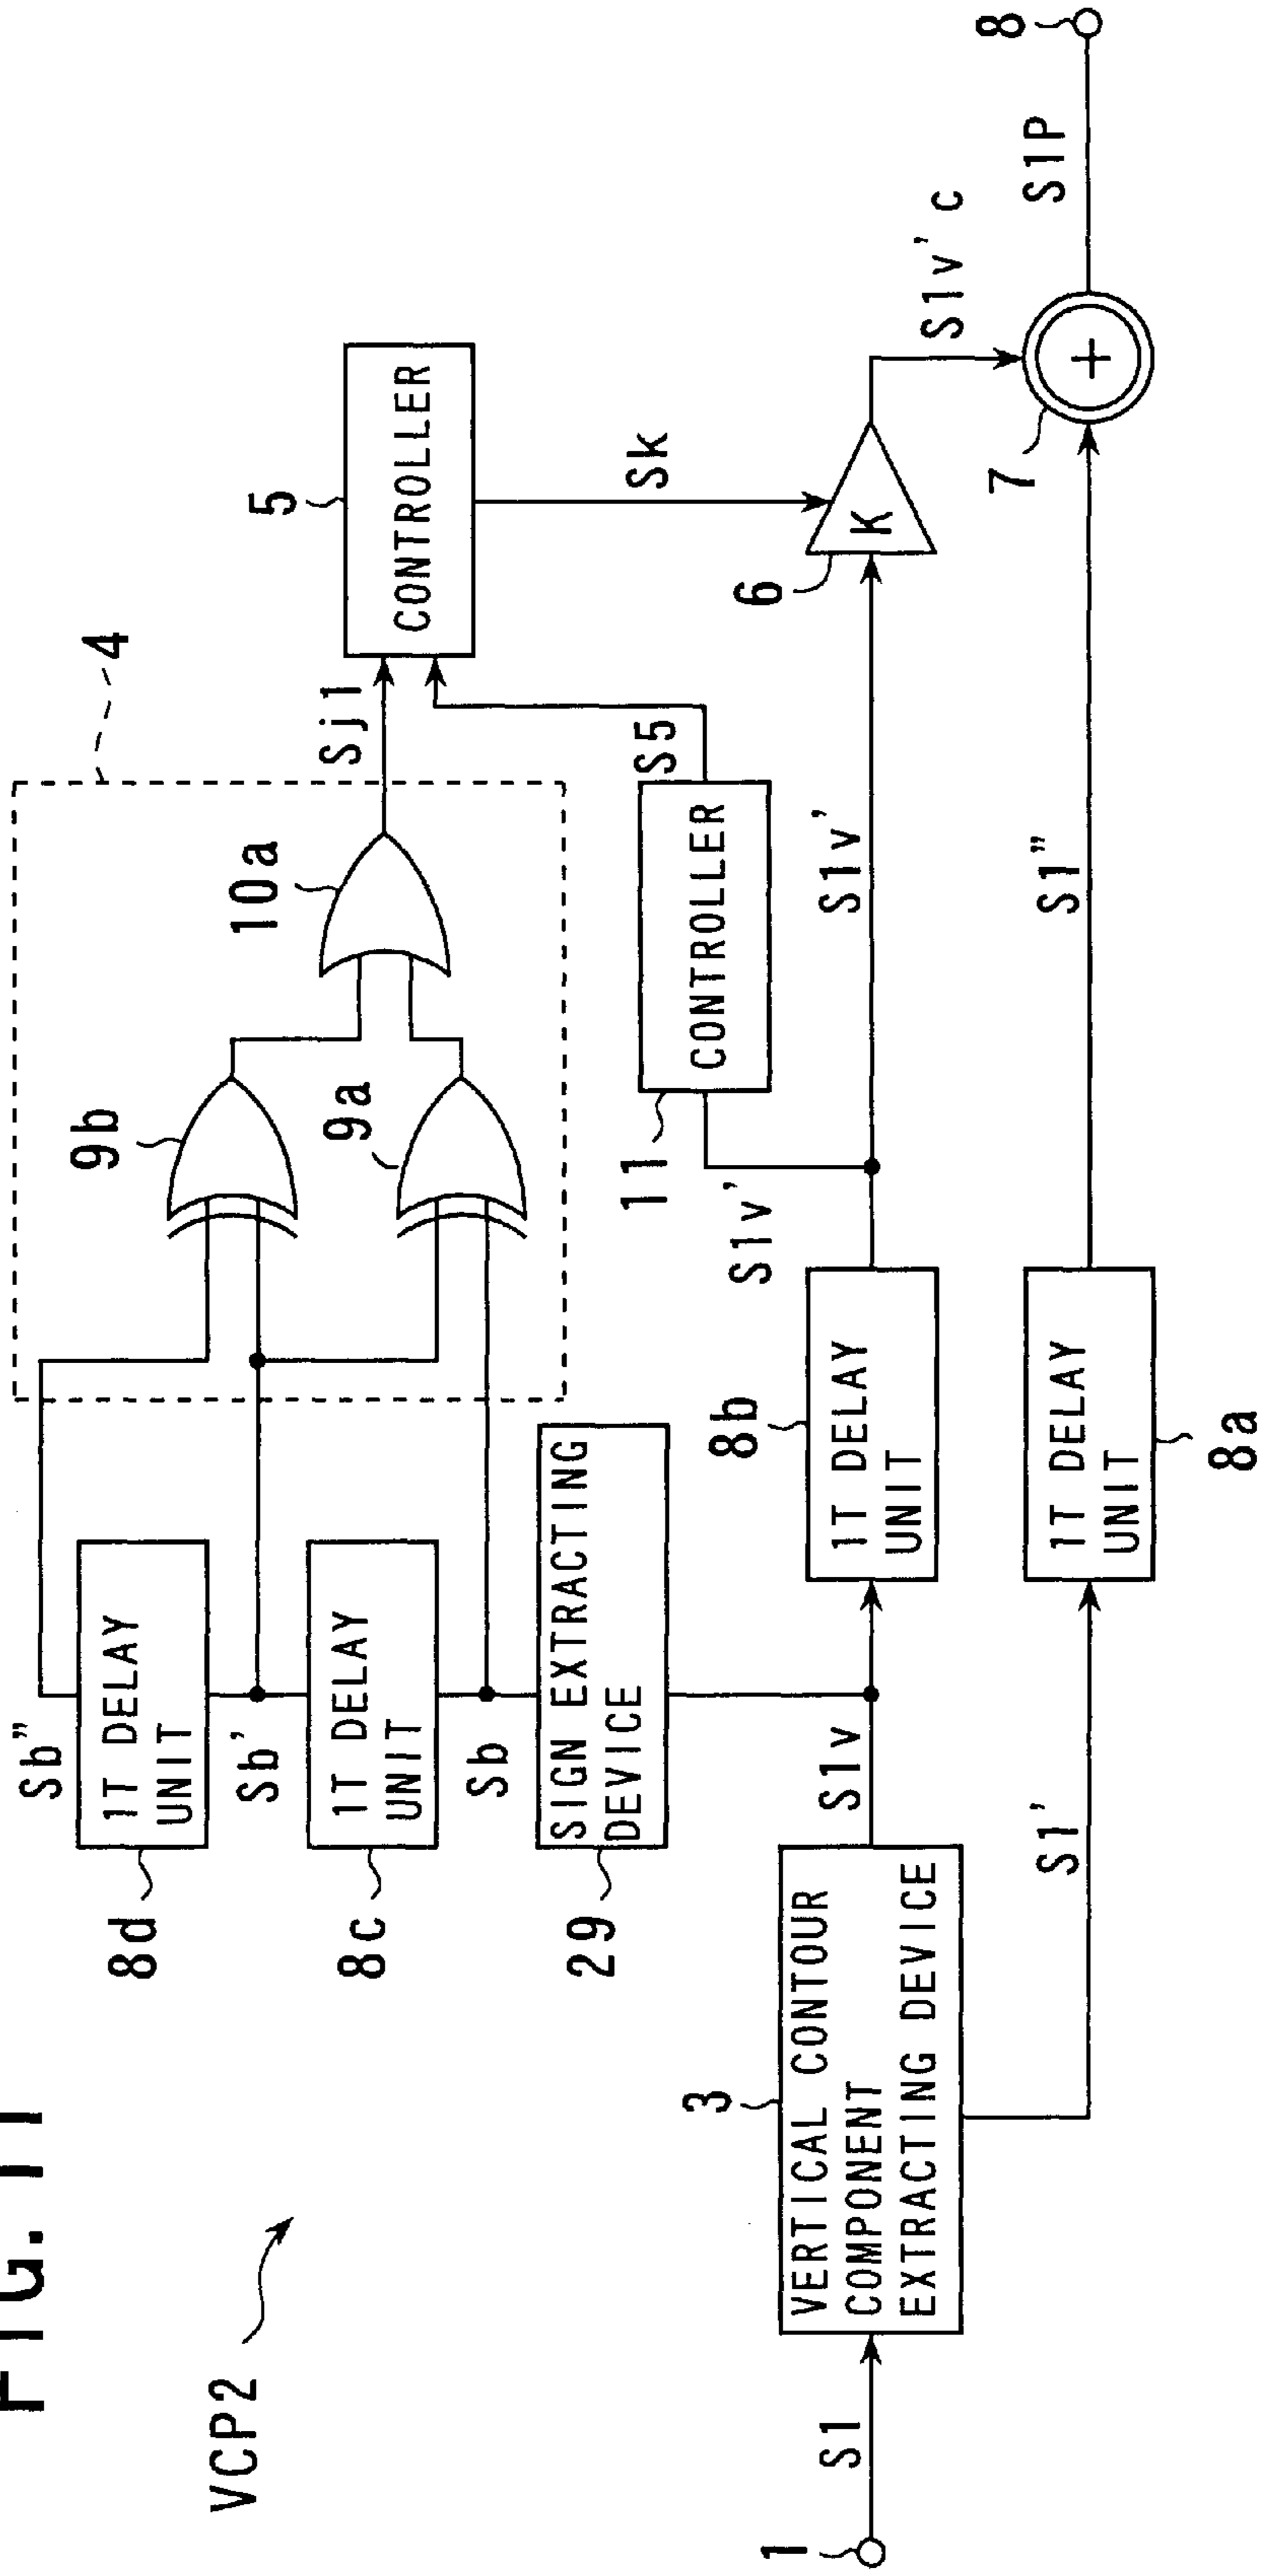 FIG. 11
VCP2
1
S1
3
VERTICAL CONTOUR
COMPONENT
EXTRACTING DEVICE
S1v
S1'
29
SIGN EXTRACTING
DEVICE
Sb
8c
1T DELAY
UNIT
Sb'
8d
1T DELAY
UNIT
Sb"
8b
1T DELAY
UNIT
8a
1T DELAY
UNIT
S1v'
11
CONTROLLER
S5
9b
9a
10a
4
Sj1
5
CONTROLLER
Sk
S1v'
6
K
S1"
S1v'c
7
+
S1P
8